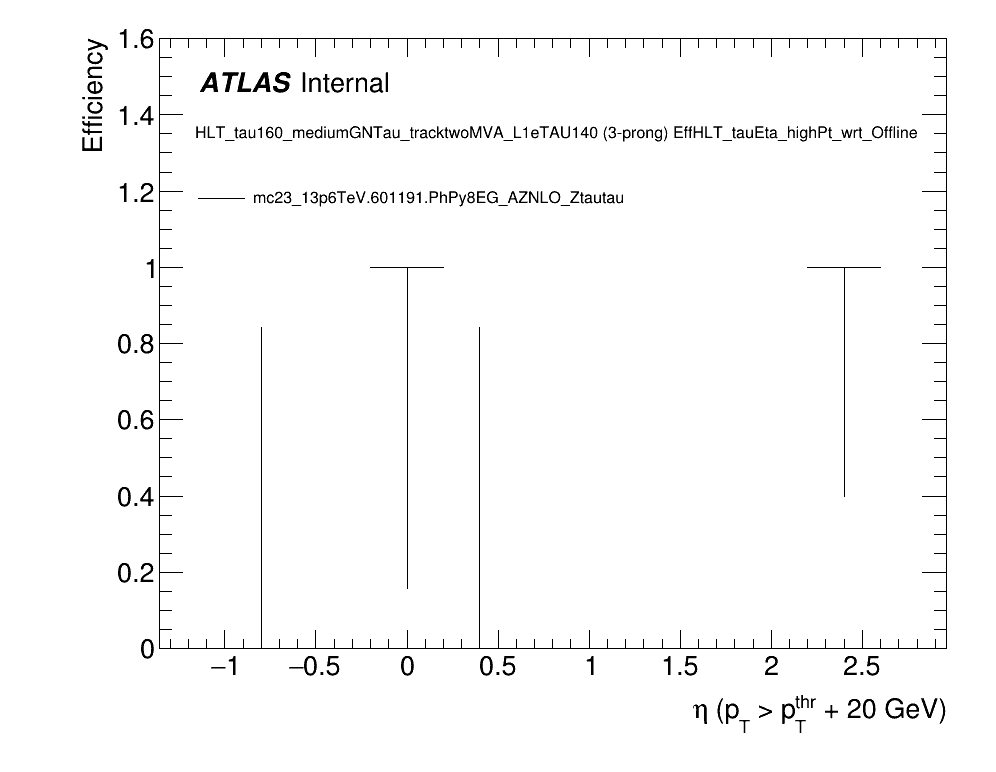 Efficiency
1.6
1.4
1.2
1
0.8
0.6
0.4
0.2
0
ATLAS Internal
HLT_tau160_mediumGNTau_tracktwoMVA_L1eTAU140 (3-prong) EffHLT_tauEta_highPt_wrt_Offline
mc23_13p6TeV.601191.PhPy8EG_AZNLO_Ztautau
−1 −0.5 0 0.5 1 1.5 2 2.5
η (p_T > p_T^thr + 20 GeV)